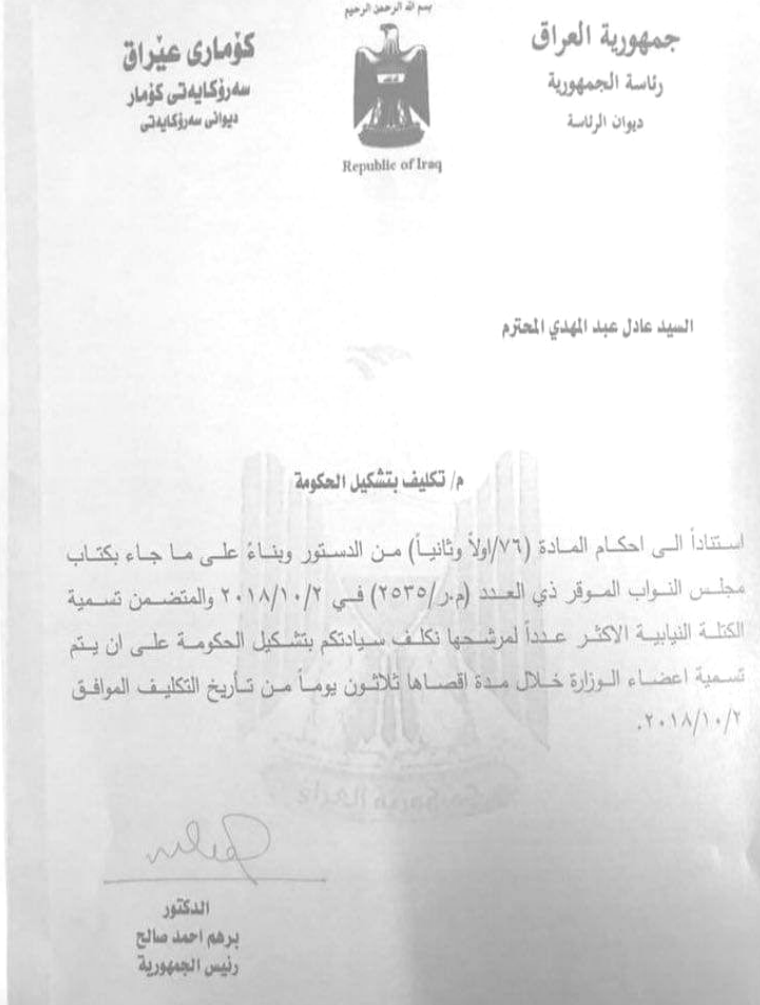 بسم الله الرحمن الرحيم
جمهورية العراق
رئاسة الجمهورية
ديوان الرئاسة
كۆماری عێراق
سەرۆکایەتی کۆمار
دیوانی سەرۆکایەتی
Republic of Iraq
السيد عادل عبد المهدي المحترم
م/ تكليف بتشكيل الحكومة
استناداً الى احكام المادة (٧٦/اولاً وثانياً) من الدستور وبناءً على ما جاء بكتاب
مجلس النواب الموقر ذي العدد (م.ر/٢٥٣٥) في ٢٠١٨/١٠/٢ والمتضمن تسمية
الكتلة النيابية الاكثر عدداً لمرشحها نكلف سيادتكم بتشكيل الحكومة على ان يتم
تسمية اعضاء الوزارة خلال مدة اقصاها ثلاثون يوماً من تأريخ التكليف الموافق
٢٠١٨/١٠/٢.
الدكتور
برهم احمد صالح
رئيس الجمهورية